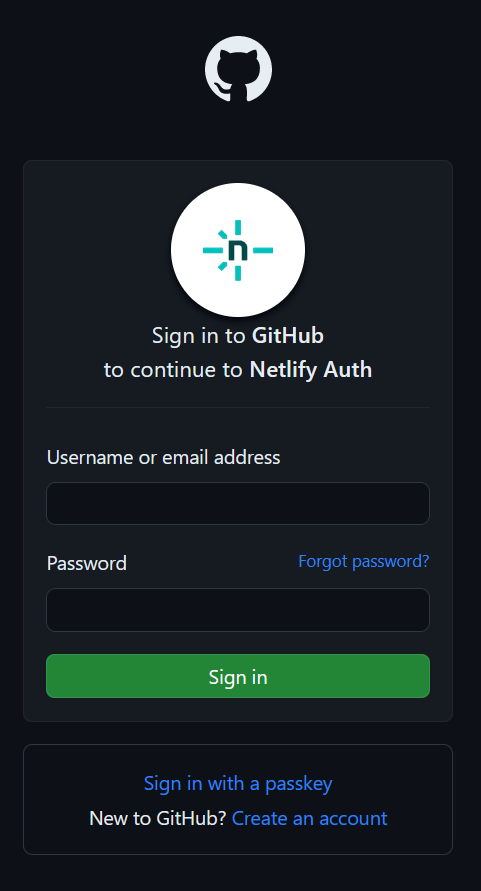 n
Sign in to GitHub
to continue to Netlify Auth
Username or email address
Password Forgot password?
Sign in
Sign in with a passkey
New to GitHub? Create an account